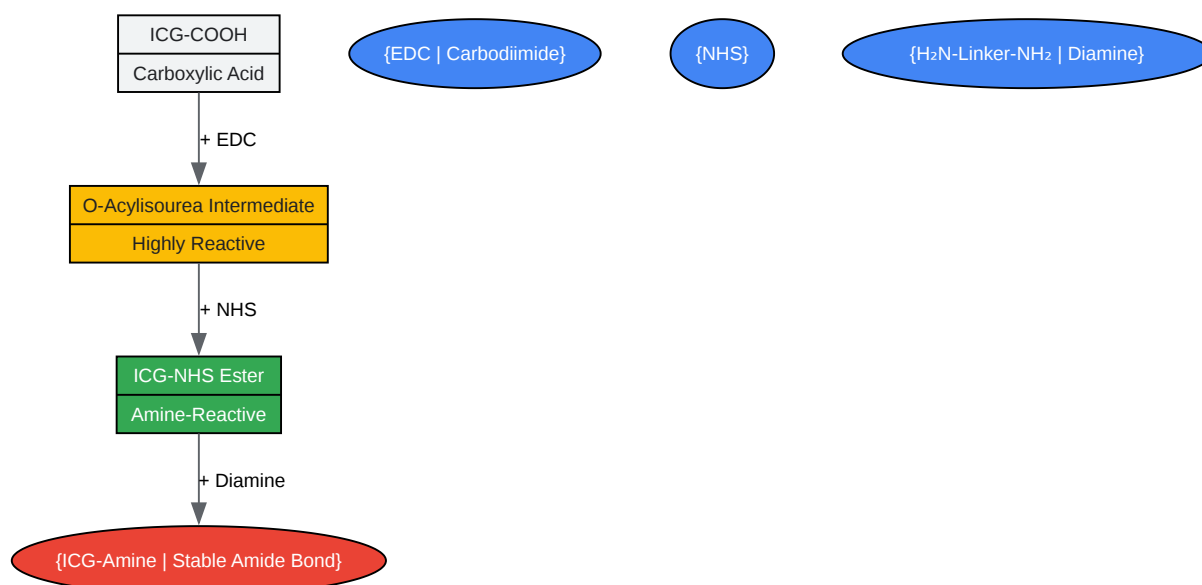 ICG-COOH
Carboxylic Acid
{EDC | Carbodiimide}
{NHS}
{H₂N-Linker-NH₂ | Diamine}
+ EDC
O-Acylisourea Intermediate
Highly Reactive
+ NHS
ICG-NHS Ester
Amine-Reactive
+ Diamine
{ICG-Amine | Stable Amide Bond}